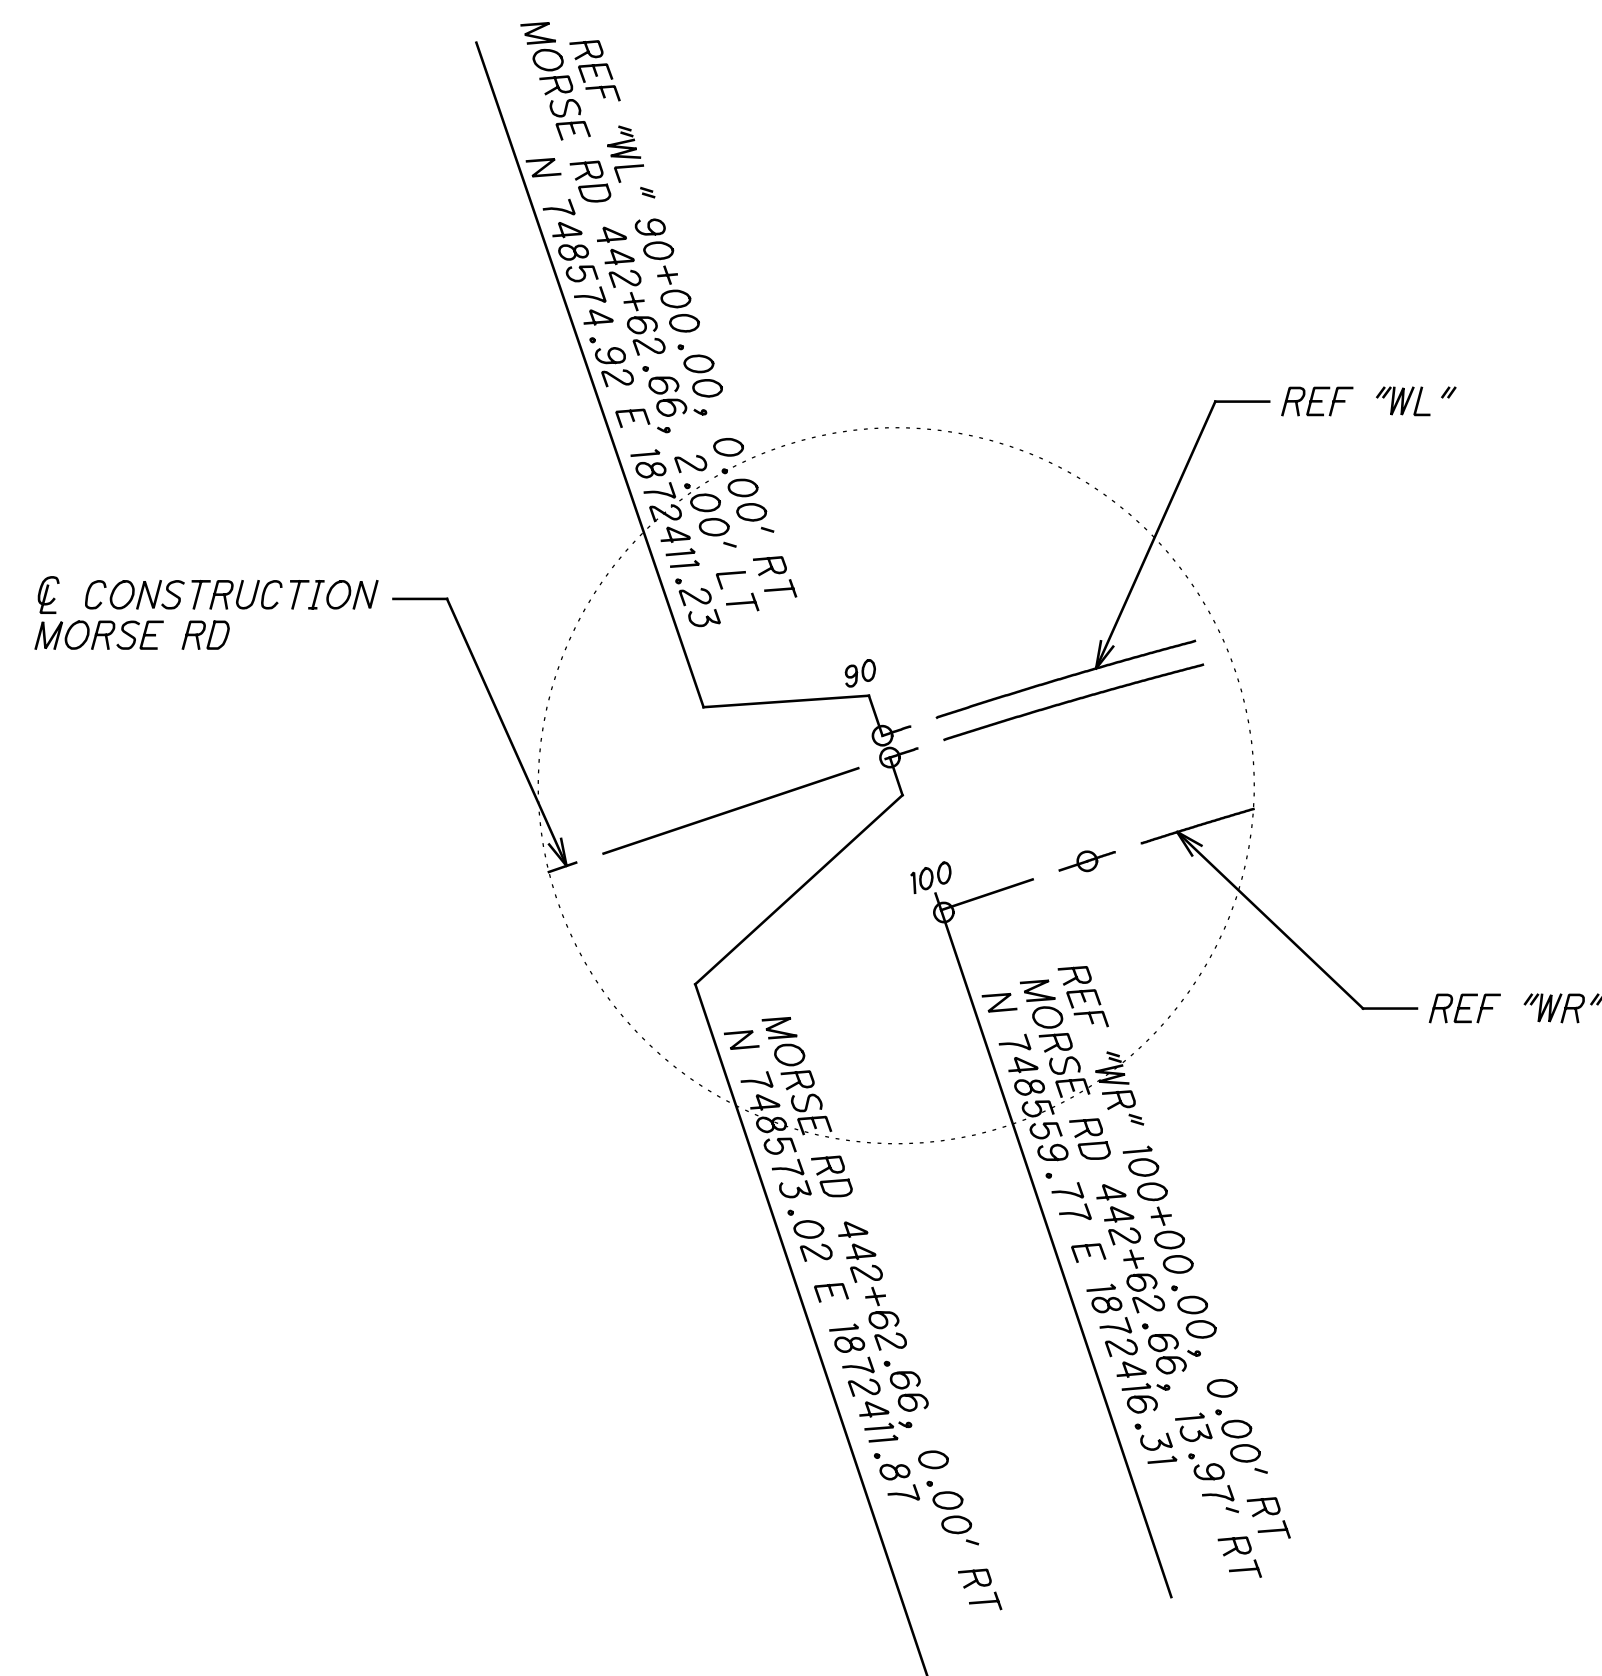 REF "WL" 90+00.00, 0.00' RT
MORSE RD 442+62.66, 2.00' LT
N 748574.92 E 1872411.23
REF "WL"
℄ CONSTRUCTION
MORSE RD
90
100
REF "WR"
REF "WR" 100+00.00, 0.00' RT
MORSE RD 442+62.66, 13.97' RT
N 748559.77 E 1872416.31
MORSE RD 442+62.66, 0.00' RT
N 748573.02 E 1872411.87